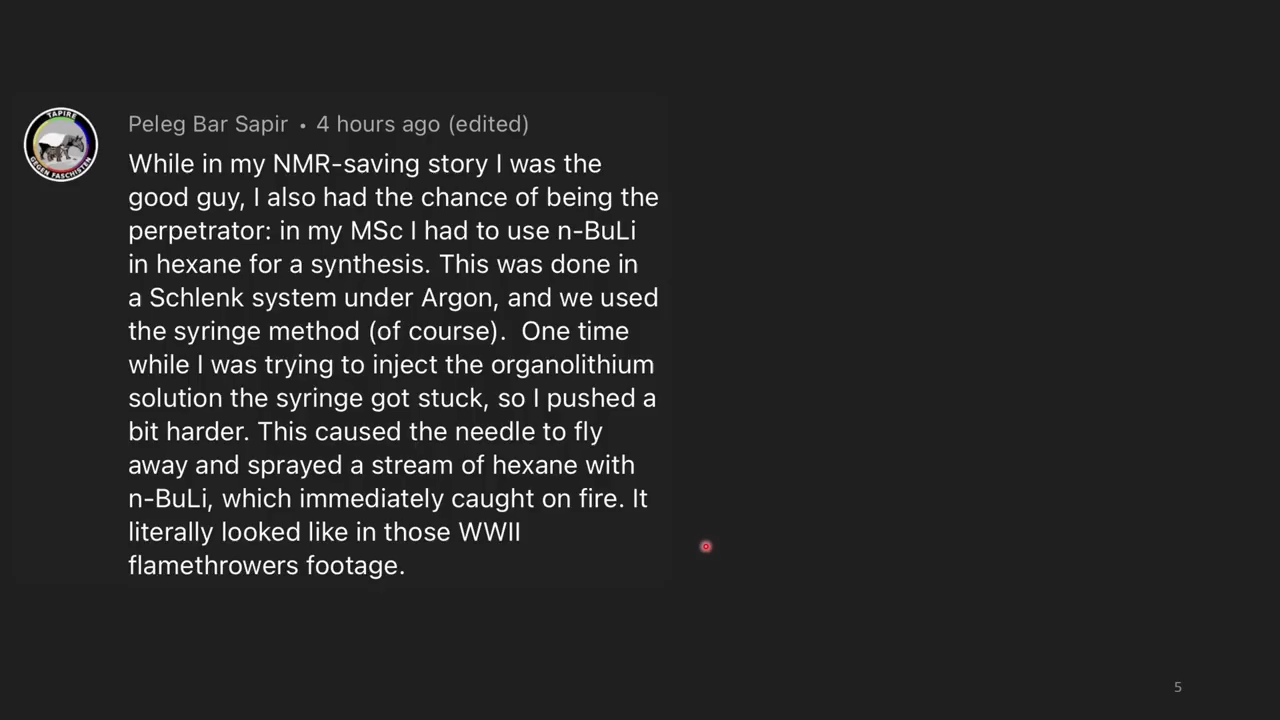 TAPIRE
GEGEN FASCHISTEN
Peleg Bar Sapir • 4 hours ago (edited)
While in my NMR-saving story I was the
good guy, I also had the chance of being the
perpetrator: in my MSc I had to use n-BuLi
in hexane for a synthesis. This was done in
a Schlenk system under Argon, and we used
the syringe method (of course).  One time
while I was trying to inject the organolithium
solution the syringe got stuck, so I pushed a
bit harder. This caused the needle to fly
away and sprayed a stream of hexane with
n-BuLi, which immediately caught on fire. It
literally looked like in those WWII
flamethrowers footage.
5